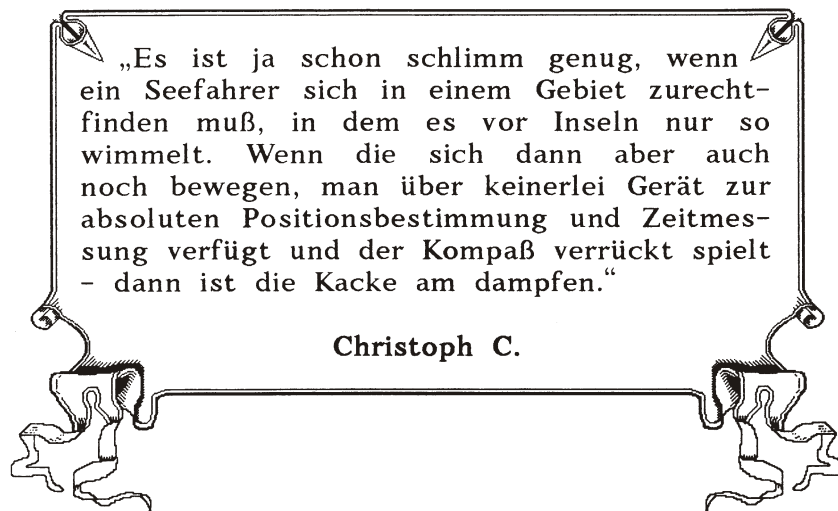 „Es ist ja schon schlimm genug, wenn
ein Seefahrer sich in einem Gebiet zurecht-
finden muß, in dem es vor Inseln nur so
wimmelt. Wenn die sich dann aber auch
noch bewegen, man über keinerlei Gerät zur
absoluten Positionsbestimmung und Zeitmes-
sung verfügt und der Kompaß verrückt spielt
– dann ist die Kacke am dampfen.“
Christoph C.